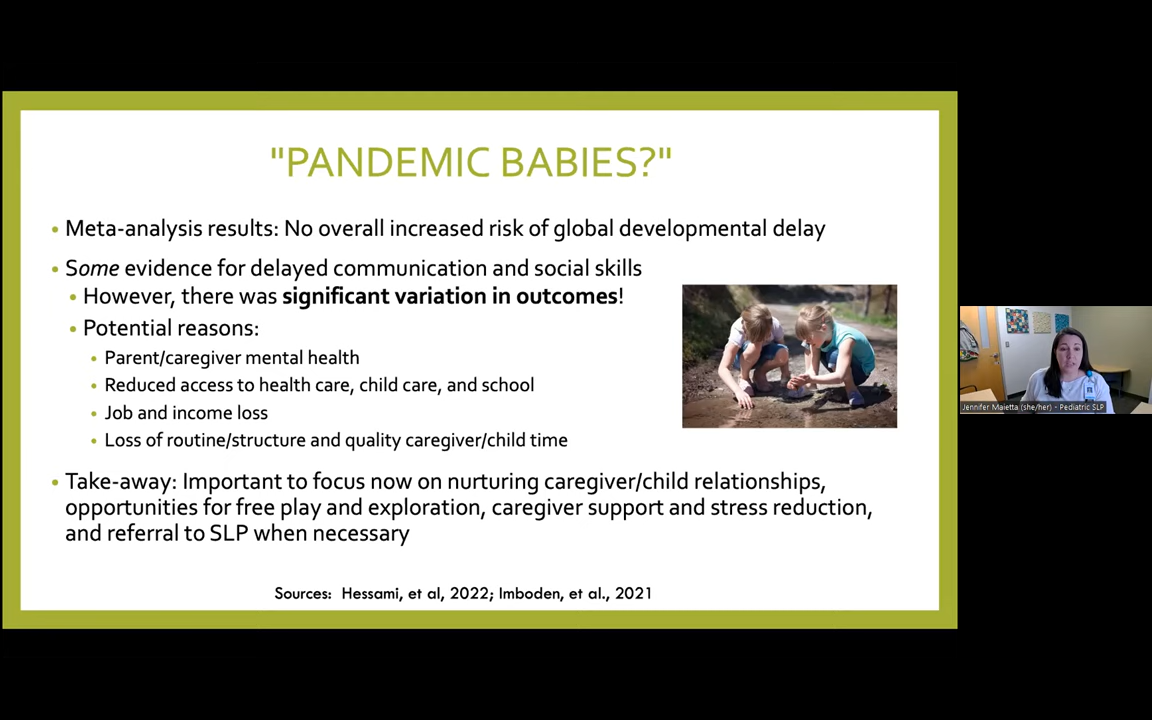 "PANDEMIC BABIES?"
• Meta-analysis results: No overall increased risk of global developmental delay
• Some evidence for delayed communication and social skills
• However, there was significant variation in outcomes!
• Potential reasons:
• Parent/caregiver mental health
• Reduced access to health care, child care, and school
• Job and income loss
• Loss of routine/structure and quality caregiver/child time
• Take-away: Important to focus now on nurturing caregiver/child relationships,
opportunities for free play and exploration, caregiver support and stress reduction,
and referral to SLP when necessary
Sources: Hessami, et al, 2022; Imboden, et al., 2021
Jennifer Maietta (she/her) - Pediatric SLP